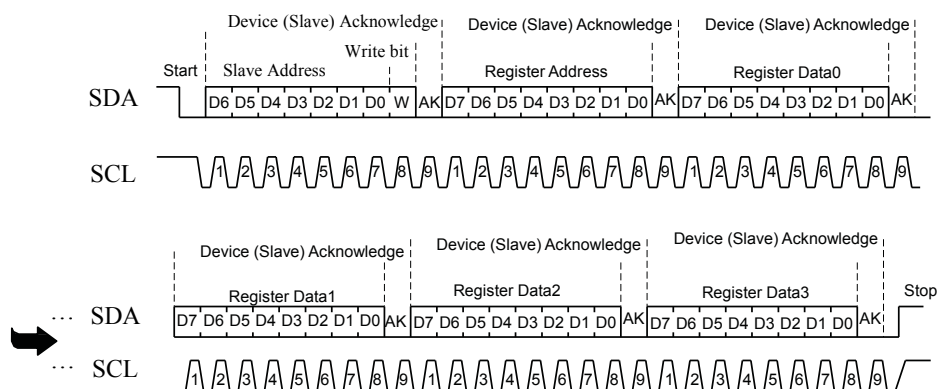 Device (Slave) Acknowledge Device (Slave) Acknowledge Device (Slave) Acknowledge
Write bit
Start Slave Address Register Address Register Data0
SDA D6 D5 D4 D3 D2 D1 D0 W AK D7 D6 D5 D4 D3 D2 D1 D0 AK D7 D6 D5 D4 D3 D2 D1 D0 AK
SCL 1 2 3 4 5 6 7 8 9 1 2 3 4 5 6 7 8 9 1 2 3 4 5 6 7 8 9
Device (Slave) Acknowledge Device (Slave) Acknowledge Device (Slave) Acknowledge
Register Data1 Register Data2 Register Data3 Stop
... SDA D7 D6 D5 D4 D3 D2 D1 D0 AK D7 D6 D5 D4 D3 D2 D1 D0 AK D7 D6 D5 D4 D3 D2 D1 D0 AK
... SCL 1 2 3 4 5 6 7 8 9 1 2 3 4 5 6 7 8 9 1 2 3 4 5 6 7 8 9